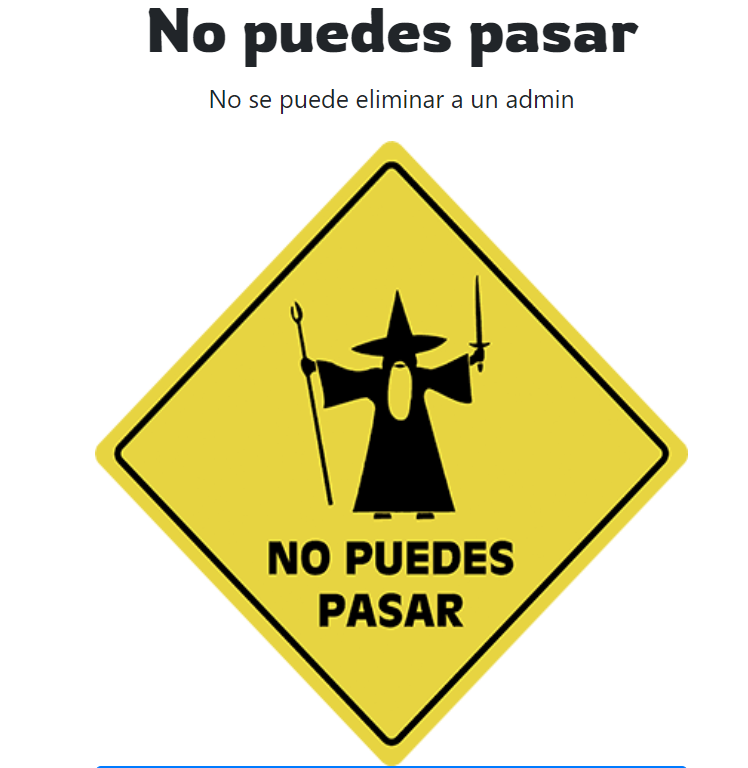 No puedes pasar
No se puede eliminar a un admin
NO PUEDES
PASAR